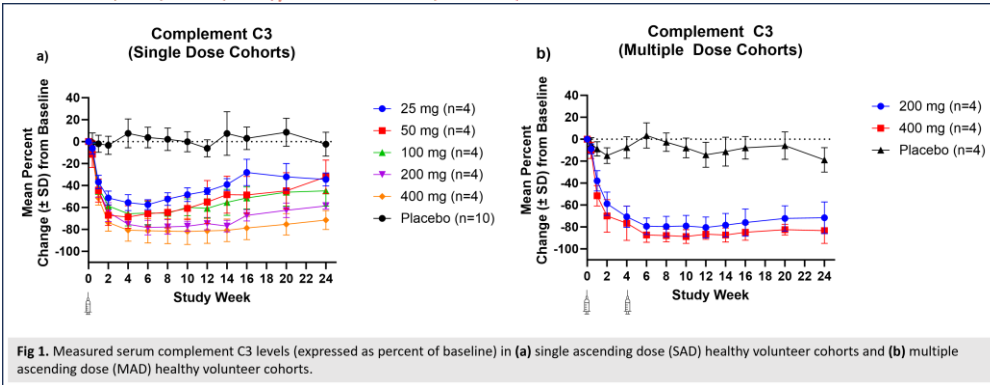 Complement C3
(Single Dose Cohorts)
a)
Mean Percent
Change (± SD) from Baseline
40
20
0
-20
-40
-60
-80
-100
0 2 4 6 8 10 12 14 16 18 20 22 24
Study Week
25 mg (n=4)
50 mg (n=4)
100 mg (n=4)
200 mg (n=4)
400 mg (n=4)
Placebo (n=10)
Complement C3
(Multiple Dose Cohorts)
b)
Mean Percent
Change (± SD) from Baseline
40
20
0
-20
-40
-60
-80
-100
0 2 4 6 8 10 12 14 16 18 20 22 24
Study Week
200 mg (n=4)
400 mg (n=4)
Placebo (n=4)
Fig 1. Measured serum complement C3 levels (expressed as percent of baseline) in (a) single ascending dose (SAD) healthy volunteer cohorts and (b) multiple
ascending dose (MAD) healthy volunteer cohorts.